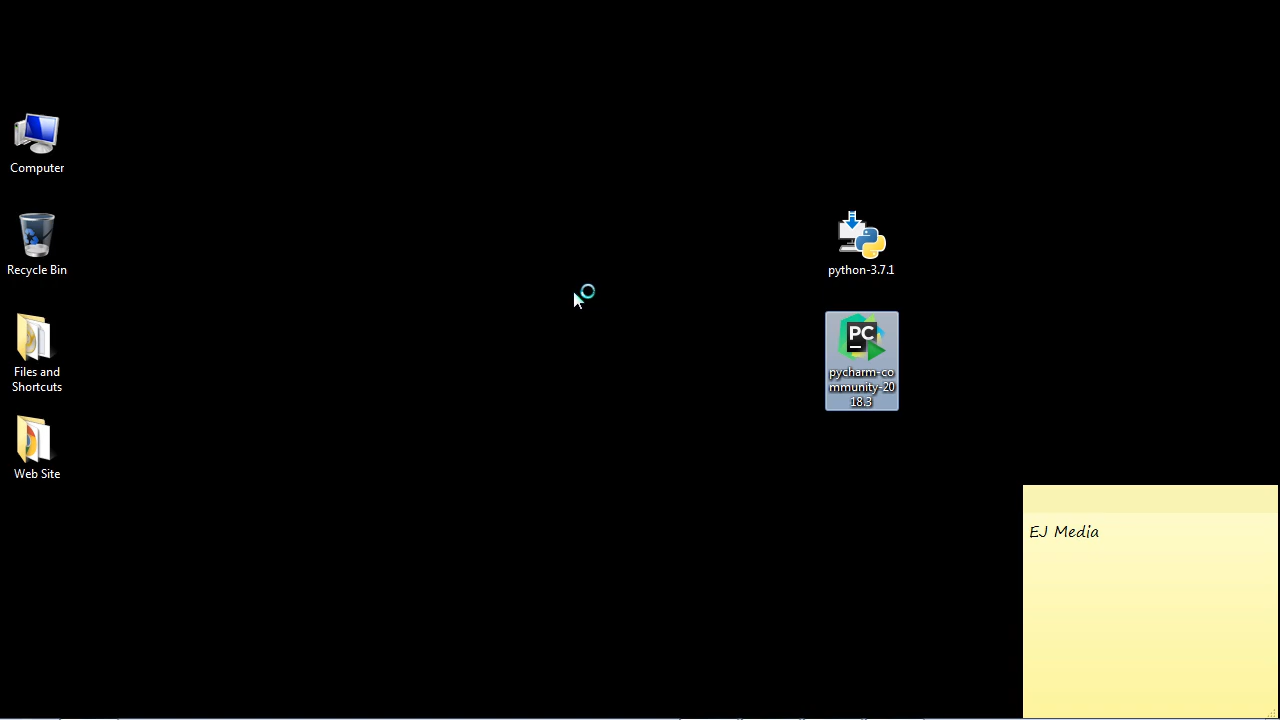 Computer
Recycle Bin
Files and
Shortcuts
Web Site
python-3.7.1
PC
pycharm-co
mmunity-20
18.3
EJ Media